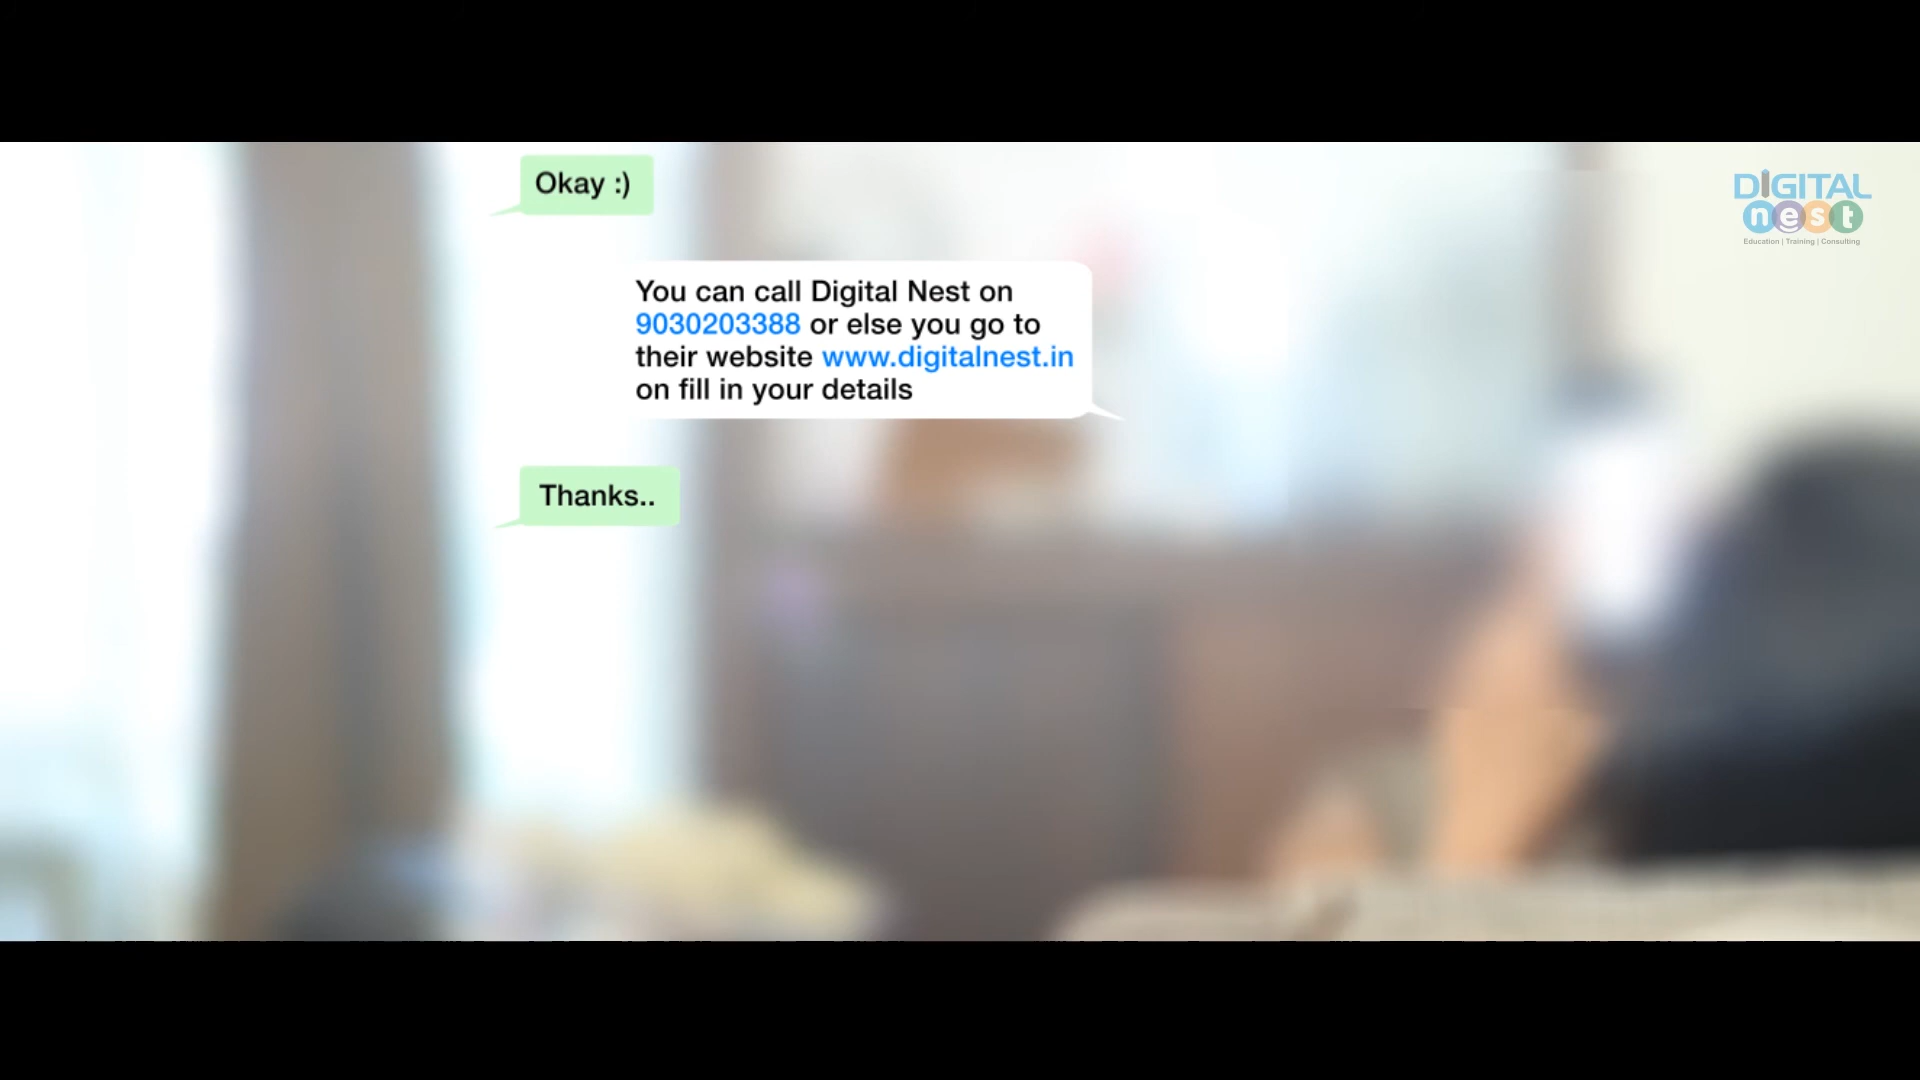 Okay :)
DIGITAL
nest
Education | Training | Consulting
You can call Digital Nest on
9030203388 or else you go to
their website www.digitalnest.in
on fill in your details
Thanks..